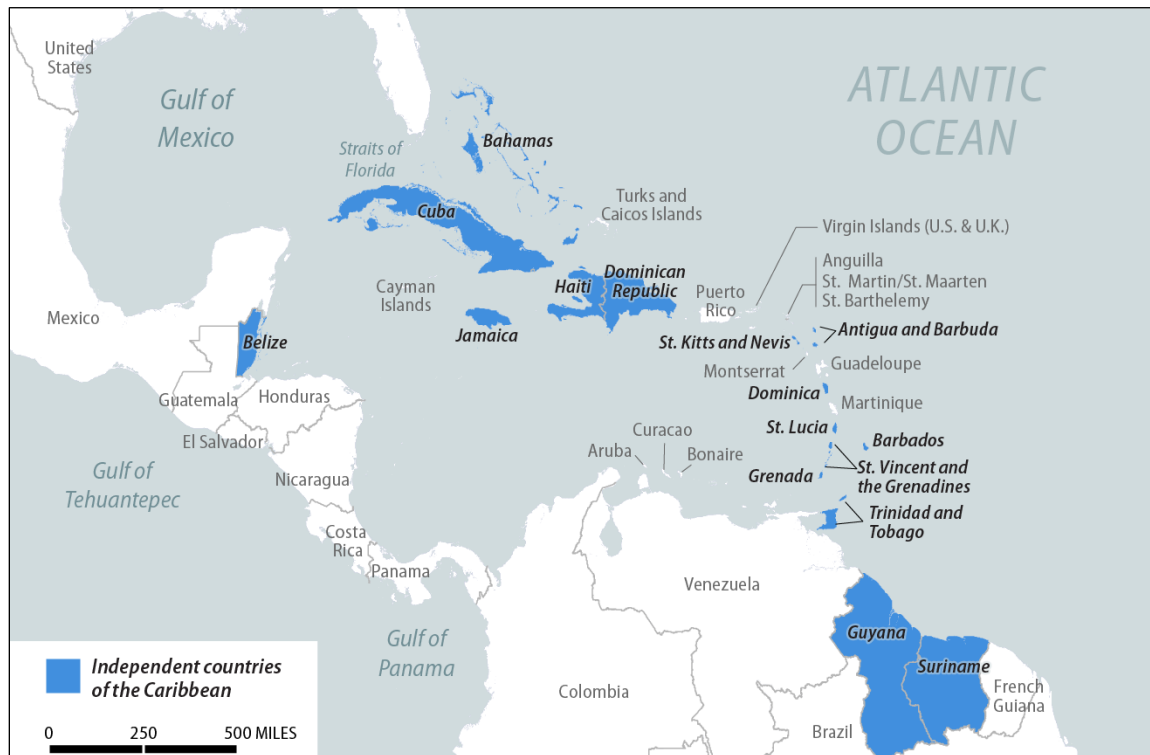 United
States
Gulf of
Mexico
ATLANTIC
OCEAN
Bahamas
Straits of
Florida
Cuba
Turks and
Caicos Islands
Virgin Islands (U.S. & U.K.)
Anguilla
St. Martin/St. Maarten
St. Barthelemy
Cayman
Islands
Haiti
Dominican
Republic
Puerto
Rico
Mexico
Belize
Jamaica
St. Kitts and Nevis
Antigua and Barbuda
Montserrat
Guadeloupe
Guatemala
Honduras
Dominica
Martinique
El Salvador
St. Lucia
Barbados
Curacao
Aruba
Bonaire
Gulf of
Tehuantepec
Nicaragua
Grenada
St. Vincent and
the Grenadines
Trinidad and
Tobago
Costa
Rica
Panama
Venezuela
Gulf of
Panama
Guyana
Suriname
French
Guiana
Colombia
Brazil
Independent countries
of the Caribbean
0 250 500 MILES